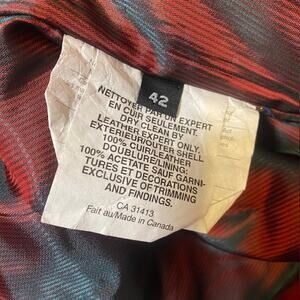 42
NETTOYER PAR UN EXPERT
EN CUIR SEULEMENT.
DRY CLEAN BY
LEATHER EXPERT ONLY.
EXTERIEUR/OUTER SHELL
100% CUIR/LEATHER
DOUBLURE/LINING:
100% ACETATE SAUF GARNI-
TURES ET DECORATIONS
EXCLUSIVE OF TRIMMING
AND FINDINGS.
CA 31413
Fait au/Made in Canada